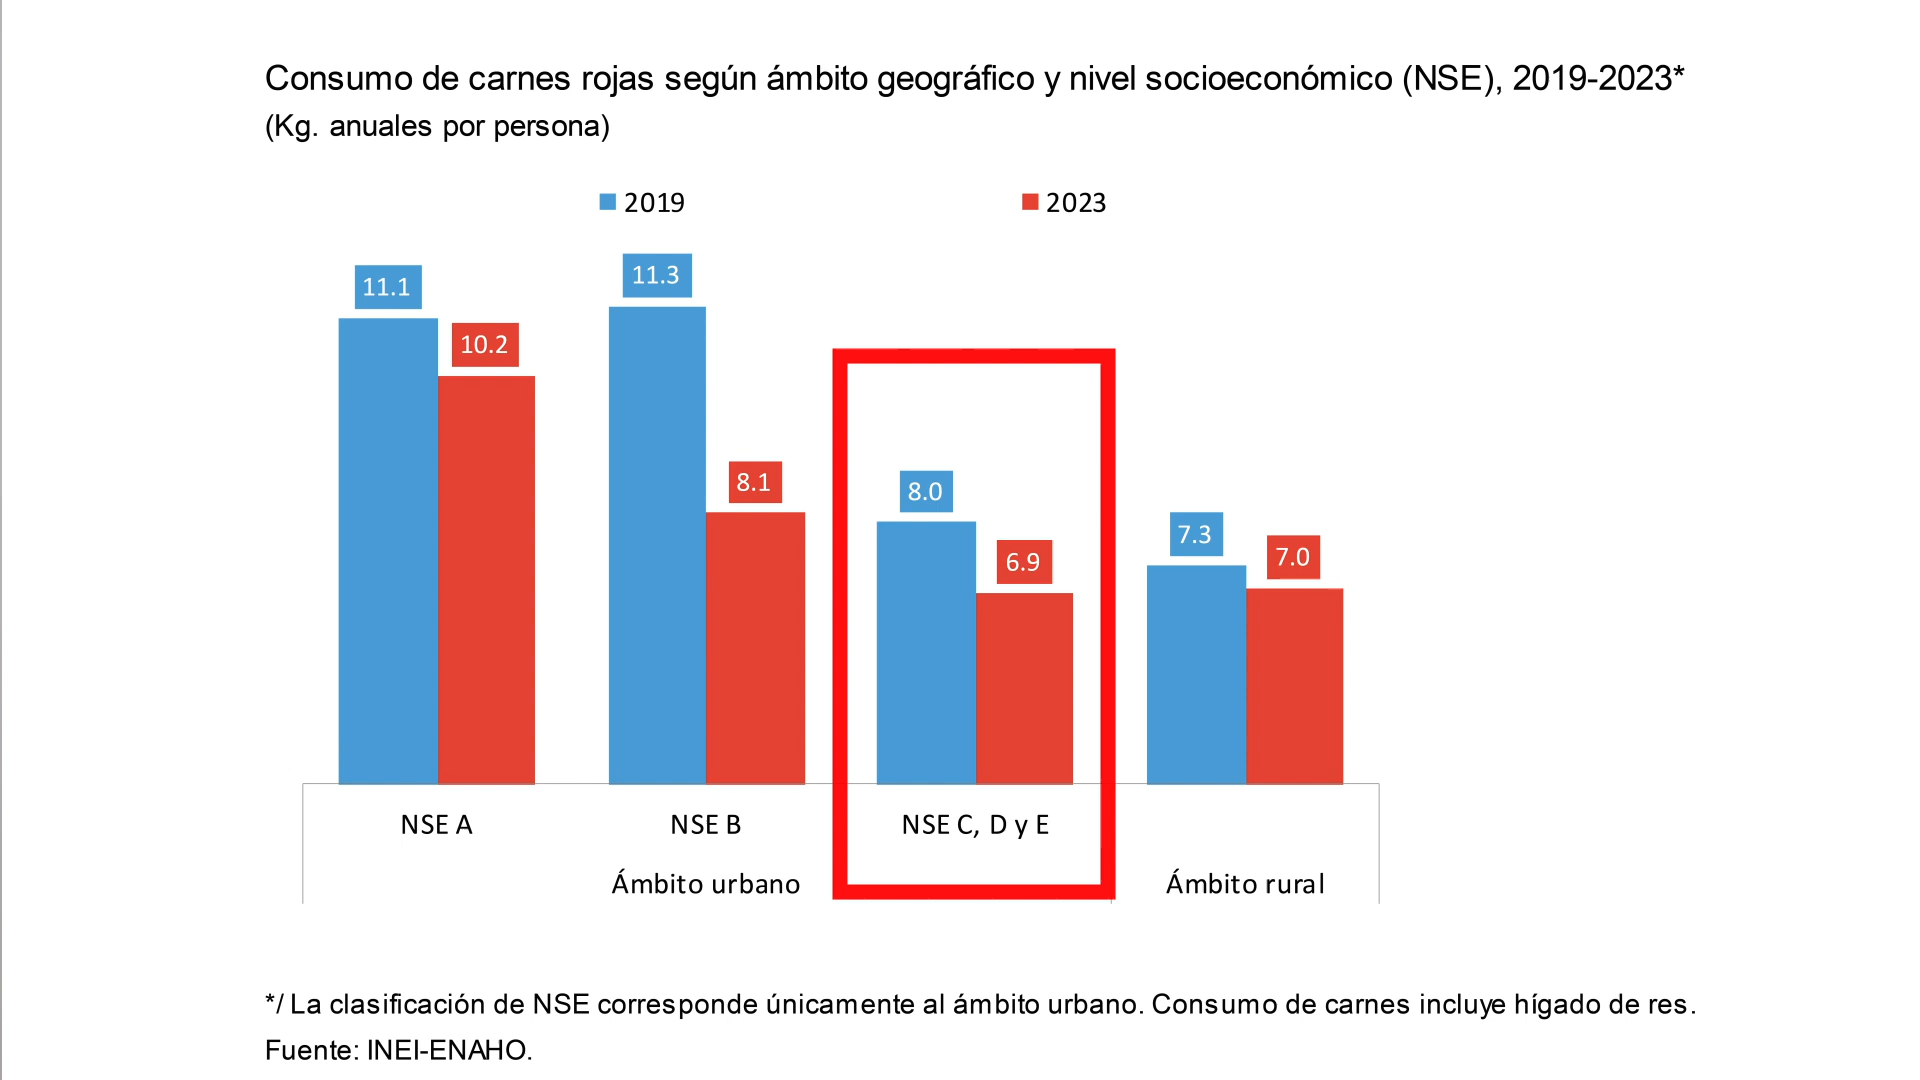 Consumo de carnes rojas según ámbito geográfico y nivel socioeconómico (NSE), 2019-2023*
(Kg. anuales por persona)
2019 2023
11.1 10.2 11.3 8.1 8.0 6.9 7.3 7.0
NSE A NSE B NSE C, D y E
Ámbito urbano Ámbito rural
*/ La clasificación de NSE corresponde únicamente al ámbito urbano. Consumo de carnes incluye hígado de res.
Fuente: INEI-ENAHO.